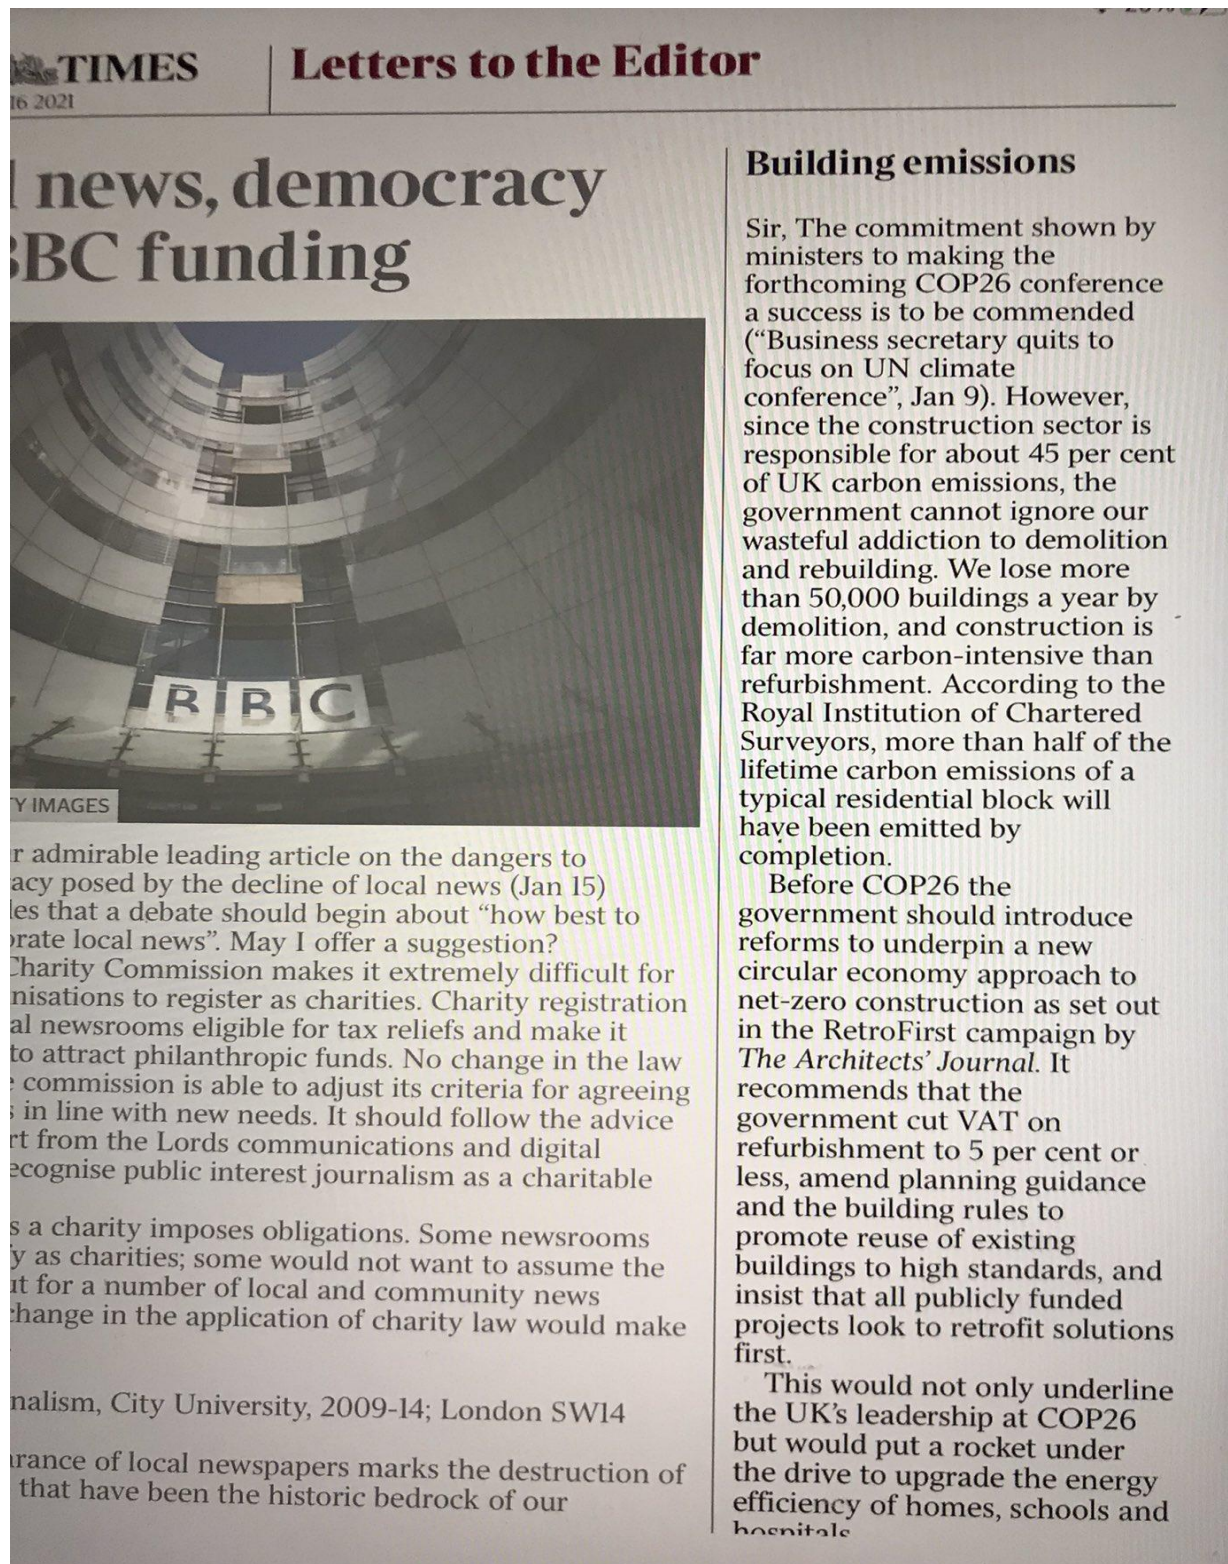 TIMES
16 2021
Letters to the Editor
news, democracy
BBC funding
BBC
Y IMAGES
r admirable leading article on the dangers to
acy posed by the decline of local news (Jan 15)
les that a debate should begin about “how best to
orate local news”. May I offer a suggestion?
Charity Commission makes it extremely difficult for
nisations to register as charities. Charity registration
al newsrooms eligible for tax reliefs and make it
to attract philanthropic funds. No change in the law
commission is able to adjust its criteria for agreeing
s in line with new needs. It should follow the advice
rt from the Lords communications and digital
ecognise public interest journalism as a charitable
s a charity imposes obligations. Some newsrooms
y as charities; some would not want to assume the
ut for a number of local and community news
change in the application of charity law would make
nalism, City University, 2009-14; London SW14
arance of local newspapers marks the destruction of
that have been the historic bedrock of our
Building emissions
Sir, The commitment shown by
ministers to making the
forthcoming COP26 conference
a success is to be commended
(“Business secretary quits to
focus on UN climate
conference”, Jan 9). However,
since the construction sector is
responsible for about 45 per cent
of UK carbon emissions, the
government cannot ignore our
wasteful addiction to demolition
and rebuilding. We lose more
than 50,000 buildings a year by
demolition, and construction is
far more carbon-intensive than
refurbishment. According to the
Royal Institution of Chartered
Surveyors, more than half of the
lifetime carbon emissions of a
typical residential block will
have been emitted by
completion.
Before COP26 the
government should introduce
reforms to underpin a new
circular economy approach to
net-zero construction as set out
in the RetroFirst campaign by
The Architects’ Journal. It
recommends that the
government cut VAT on
refurbishment to 5 per cent or
less, amend planning guidance
and the building rules to
promote reuse of existing
buildings to high standards, and
insist that all publicly funded
projects look to retrofit solutions
first.
This would not only underline
the UK’s leadership at COP26
but would put a rocket under
the drive to upgrade the energy
efficiency of homes, schools and
hospitals